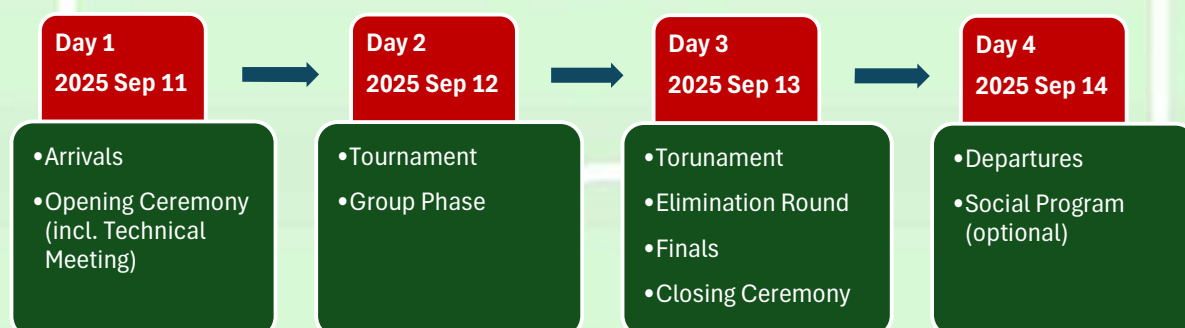 Day 1
2025 Sep 11
•Arrivals
•Opening Ceremony
(incl. Technical
Meeting)
Day 2
2025 Sep 12
•Tournament
•Group Phase
Day 3
2025 Sep 13
•Torunament
•Elimination Round
•Finals
•Closing Ceremony
Day 4
2025 Sep 14
•Departures
•Social Program
(optional)